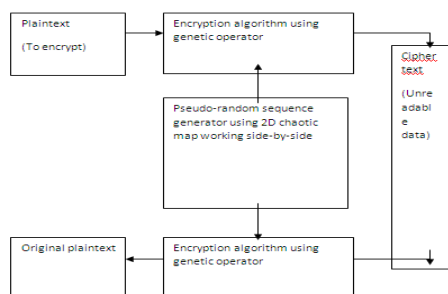 Plaintext
(To encrypt)
Encryption algorithm using
genetic operator
Cipher
text
(Unre
adabl
e
data)
Pseudo-random sequence
generator using 2D chaotic
map working side-by-side
Original plaintext
Encryption algorithm using
genetic operator